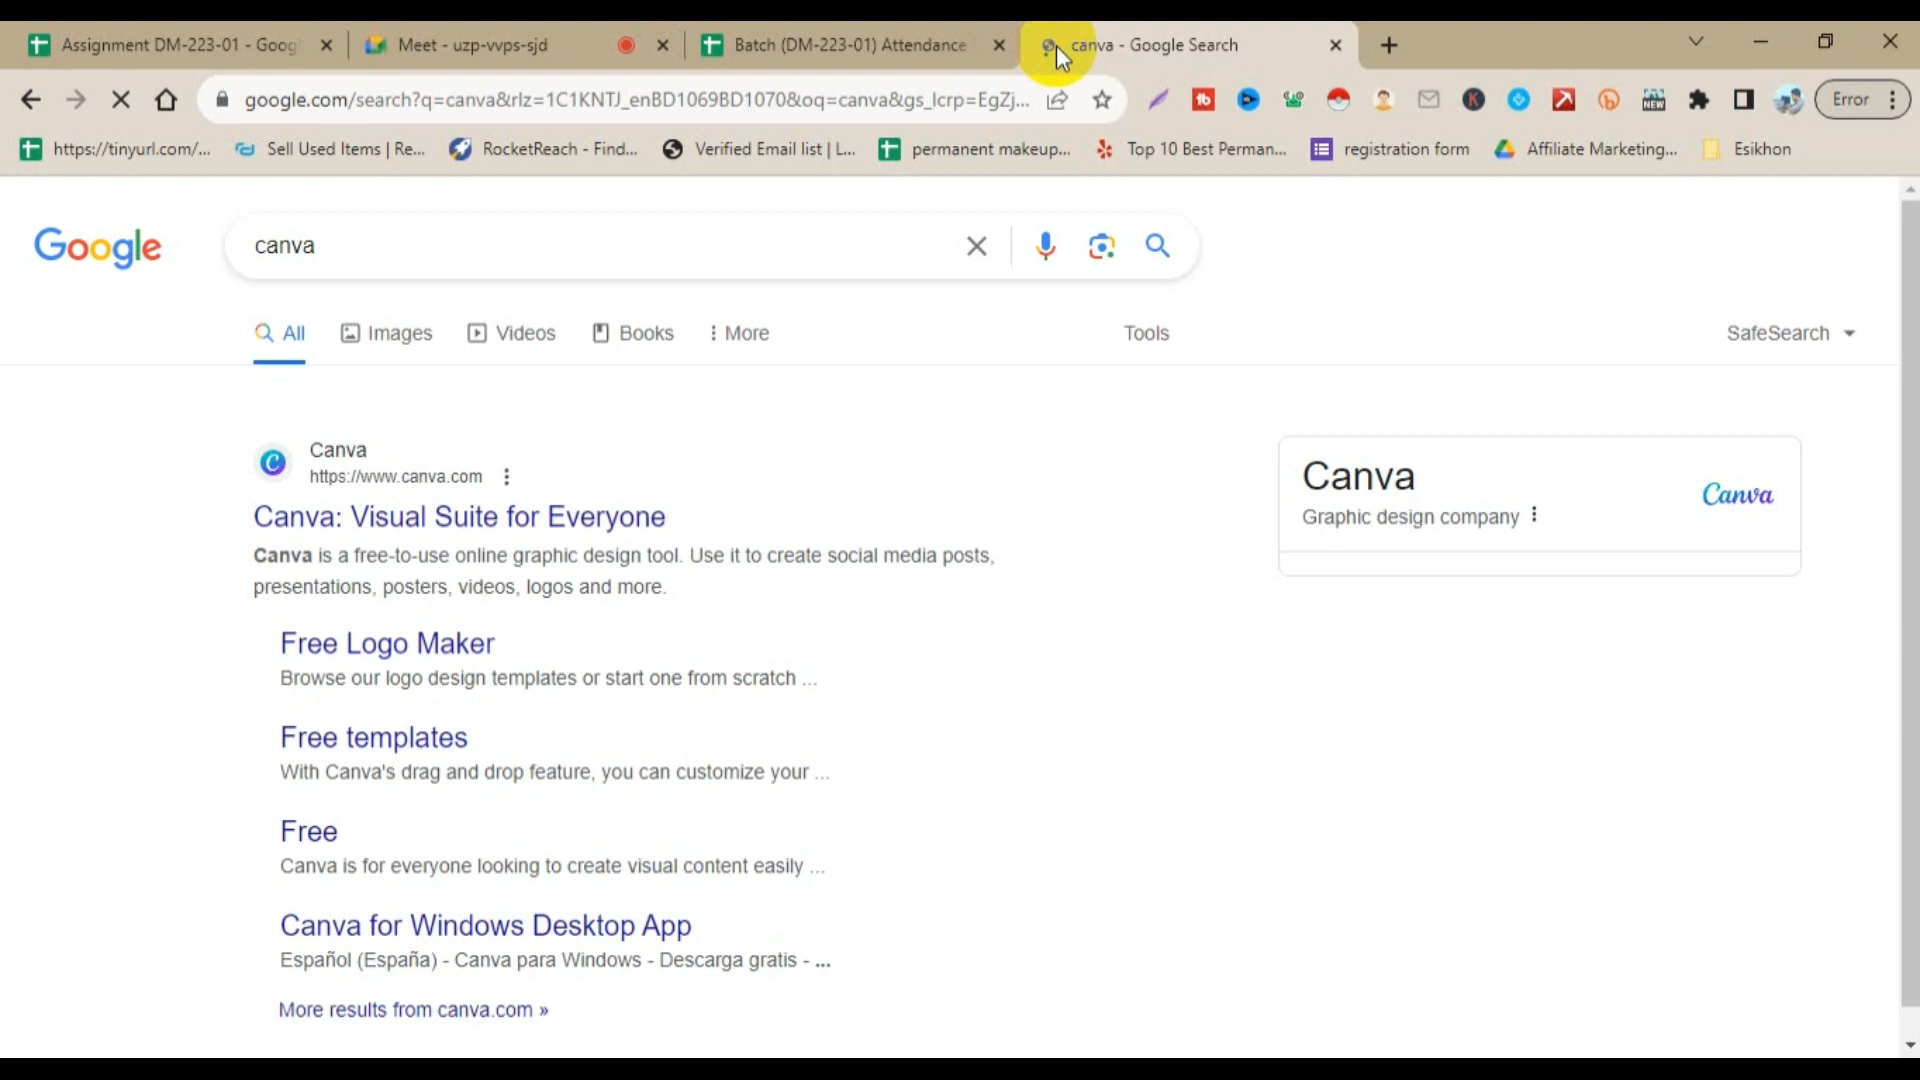 Assignment DM-223-01 - Goog
Meet - uzp-vvps-sjd
Batch (DM-223-01) Attendance
canva - Google Search
google.com/search?q=canva&rlz=1C1KNTJ_enBD1069BD1070&oq=canva&gs_lcrp=EgZj...
Error
https://tinyurl.com/...
Sell Used Items | Re...
RocketReach - Find...
Verified Email list | L...
permanent makeup...
Top 10 Best Perman...
registration form
Affiliate Marketing...
Esikhon
Google
canva
All
Images
Videos
Books
More
Tools
SafeSearch
Canva
https://www.canva.com
Canva: Visual Suite for Everyone
Canva is a free-to-use online graphic design tool. Use it to create social media posts,
presentations, posters, videos, logos and more.
Free Logo Maker
Browse our logo design templates or start one from scratch ...
Free templates
With Canva's drag and drop feature, you can customize your ...
Free
Canva is for everyone looking to create visual content easily ...
Canva for Windows Desktop App
Español (España) - Canva para Windows - Descarga gratis - ...
More results from canva.com »
Canva
Graphic design company
Canva